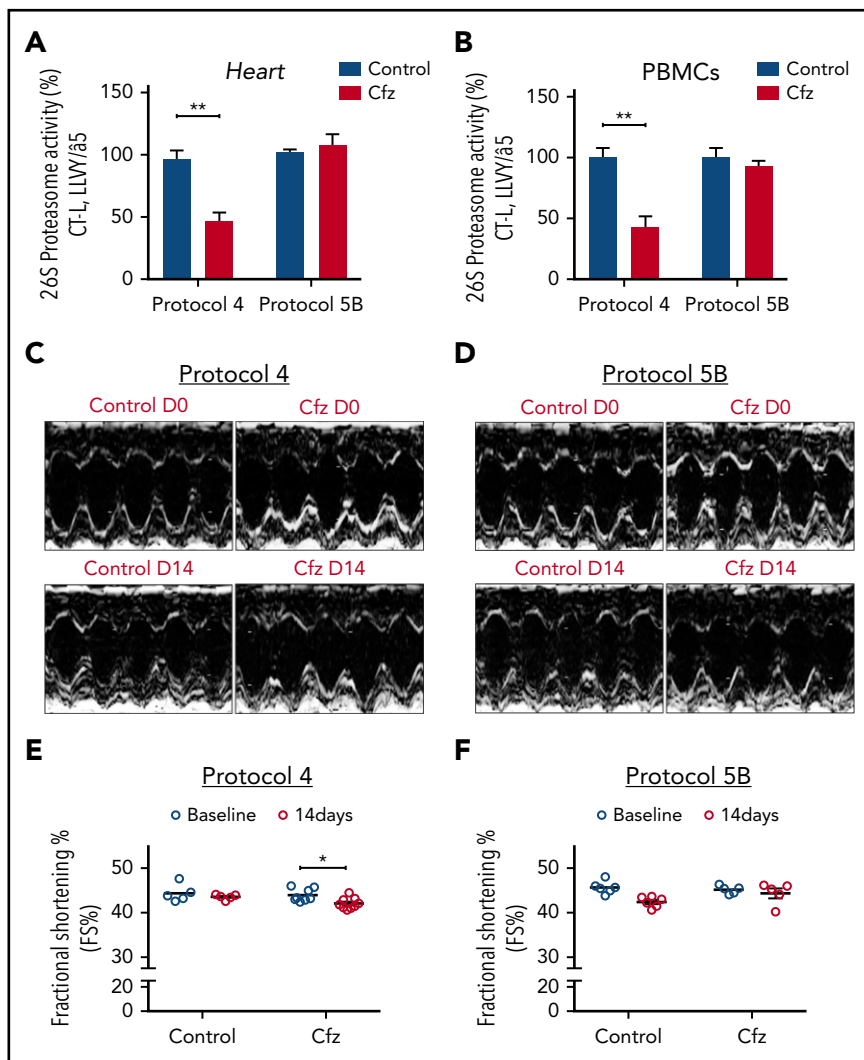 A
Heart
Control
Cfz
26S Proteasome activity (%)
CT-L, LLVY/â5
150
100
50
0
**
Protocol 4
Protocol 5B
B
PBMCs
Control
Cfz
26S Proteasome activity (%)
CT-L, LLVY/â5
150
100
50
0
**
Protocol 4
Protocol 5B
C
Protocol 4
Control D0
Cfz D0
Control D14
Cfz D14
D
Protocol 5B
Control D0
Cfz D0
Control D14
Cfz D14
E
Protocol 4
Baseline
14days
Fractional shortening %
(FS%)
50
40
30
20
0
*
Control
Cfz
F
Protocol 5B
Baseline
14days
Fractional shortening %
(FS%)
50
40
30
20
0
Control
Cfz